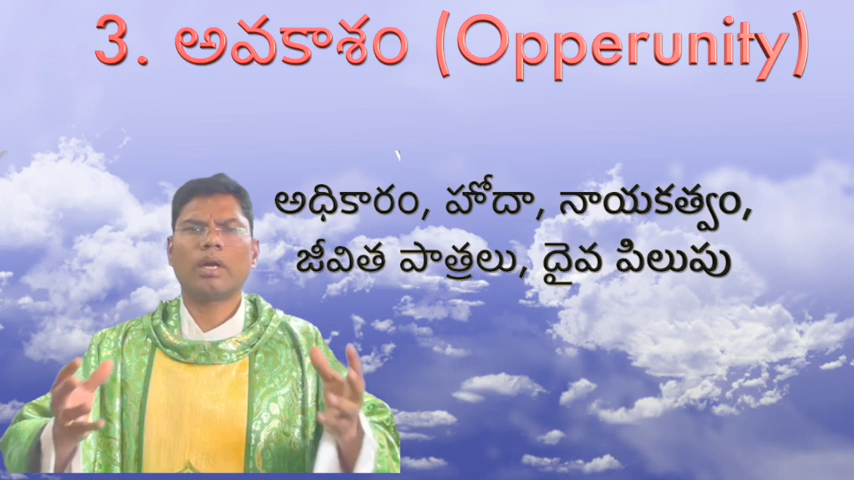 3. అవకాశం (Opperunity)
అధికారం, హోదా, నాయకత్వం,
జీవిత పాత్రలు, దైవ పిలుపు